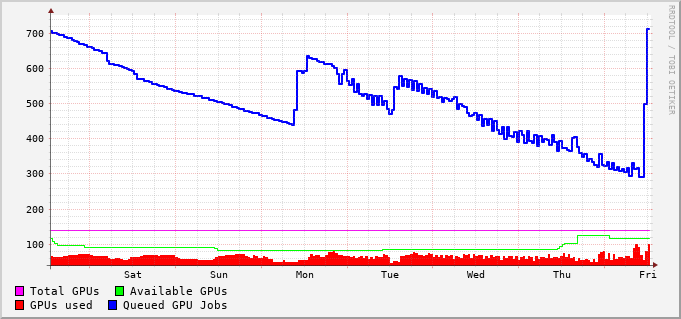 RRDTOOL / TOBI OETIKER
700
600
500
400
300
200
100
Sat Sun Mon Tue Wed Thu Fri
Total GPUs Available GPUs
GPUs used Queued GPU Jobs